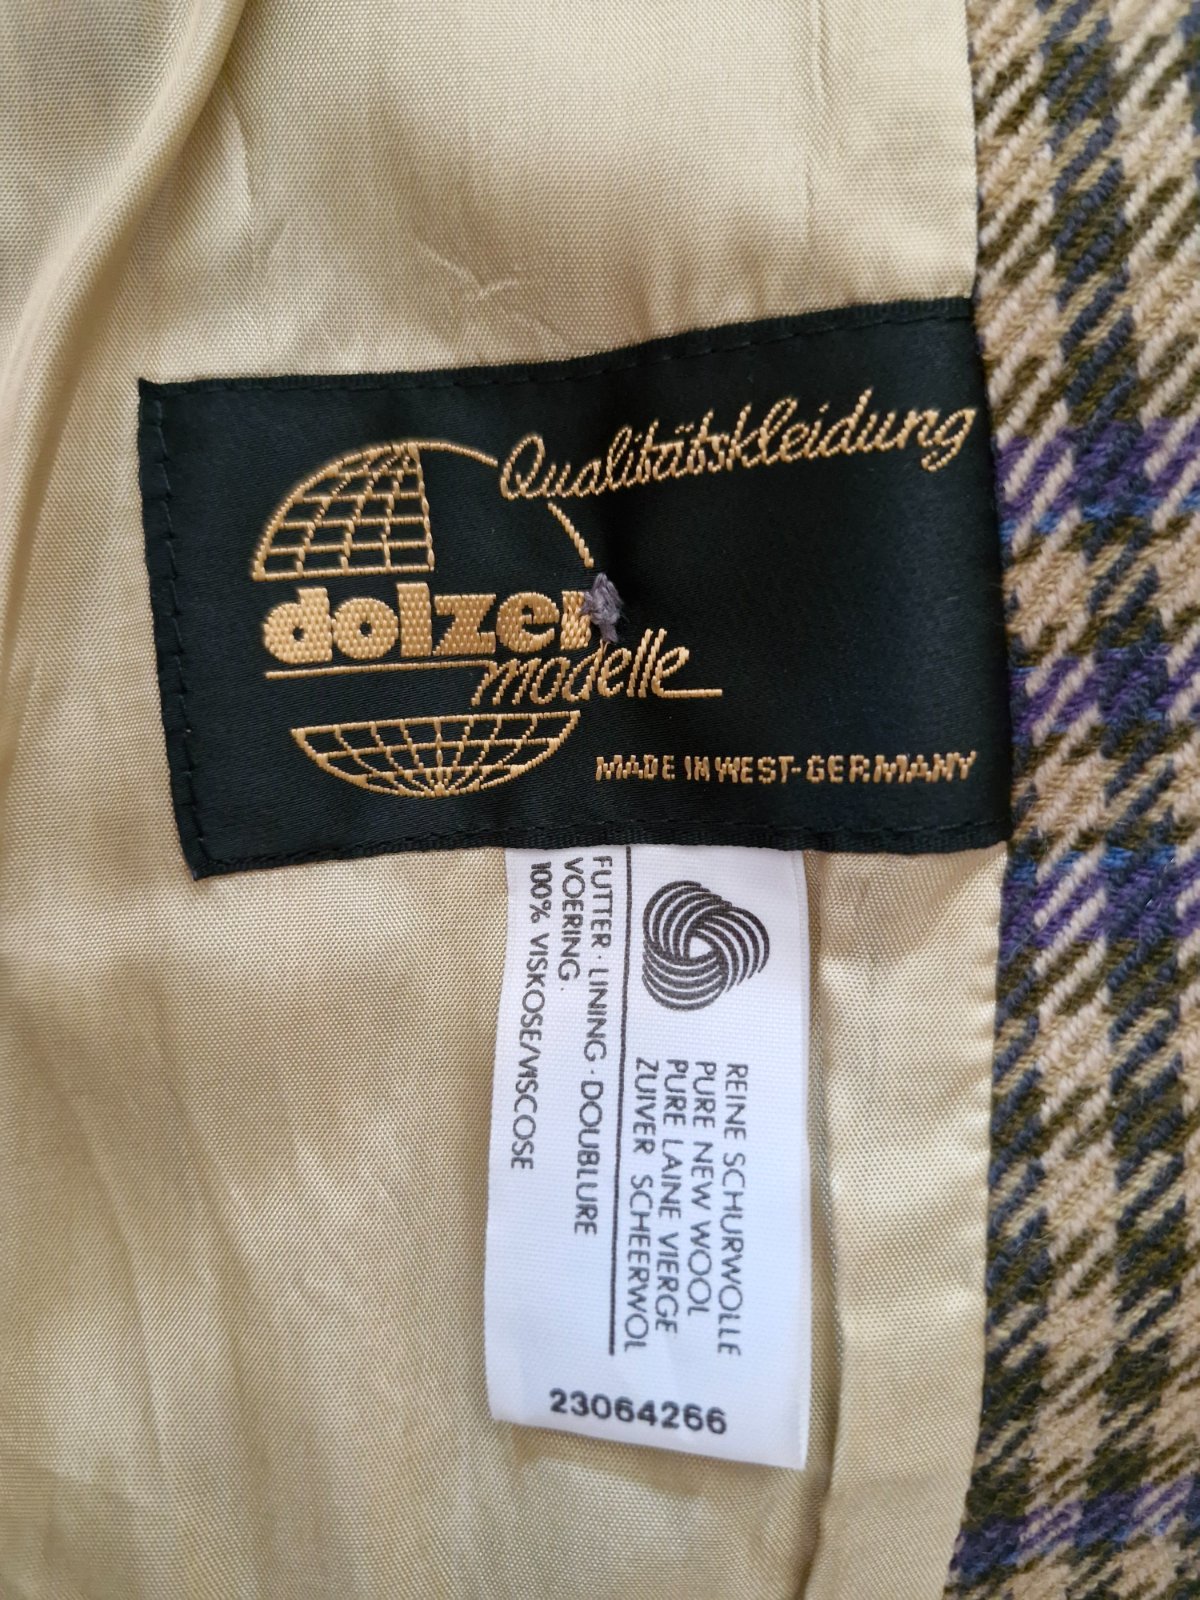 Qualitätskleidung
dolzer
modelle
MADE IN WEST-GERMANY
REINE SCHURWOLLE
PURE NEW WOOL
PURE LAINE VIERGE
ZUIVER SCHEERWOL
FUTTER · LINING · DOUBLURE
VOERING ·
100% VISKOSE/VISCOSE
23064266